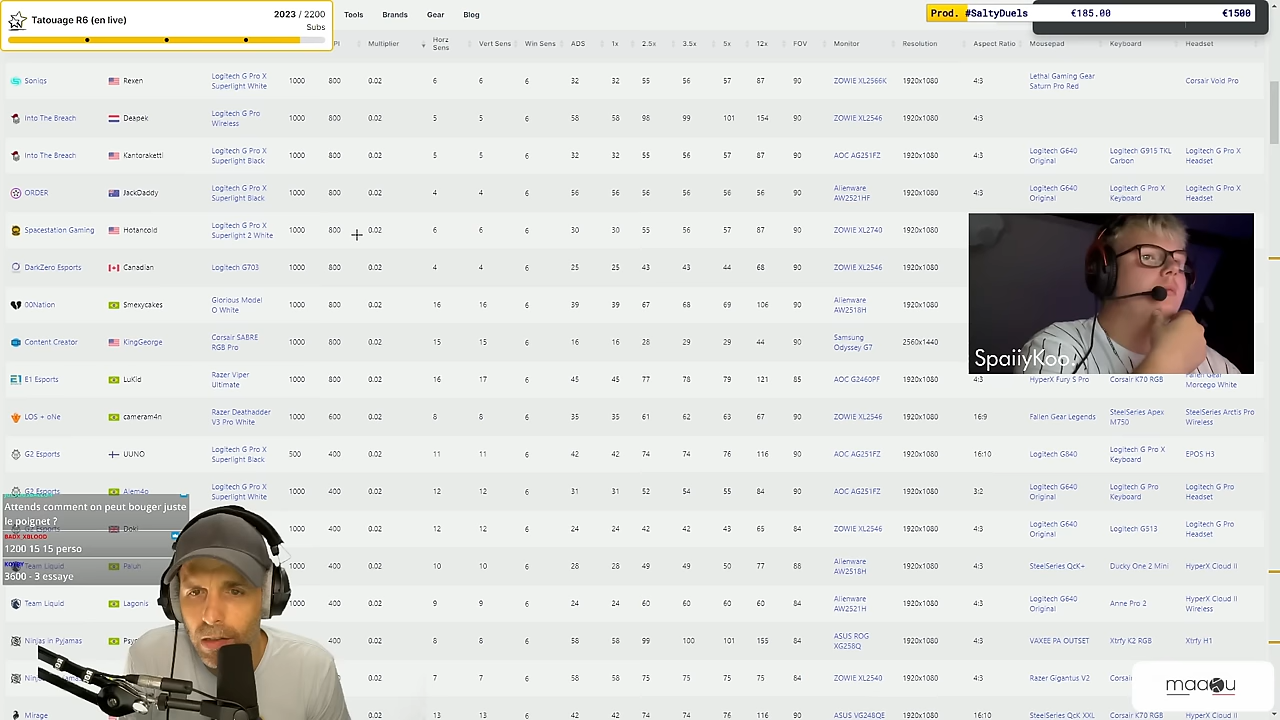 Tatouage R6 (en live)
2023 / 2200
Subs
Tools Brands Gear Blog
Prod. #SaltyDuels €185.00 €1500
Multiplier Horz Sens Vert Sens Win Sens ADS 1x 2.5x 3.5x 5x 12x FOV Monitor Resolution Aspect Ratio Mousepad Keyboard Headset
Soniqs Rexen Logitech G Pro X Superlight White 1000 800 0.02 6 6 6 32 32 55 56 57 87 90 ZOWIE XL2566K 1920x1080 4:3 Lethal Gaming Gear Saturn Pro Red Corsair Void Pro
Into The Breach Deapek Logitech G Pro Wireless 1000 800 0.02 5 5 6 58 58 98 99 101 154 90 ZOWIE XL2546 1920x1080 4:3
Into The Breach Kantoraketti Logitech G Pro X Superlight Black 1000 800 0.02 5 5 6 32 32 55 56 57 87 90 AOC AG251FZ 1920x1080 4:3 Logitech G640 Original Logitech G915 TKL Carbon Logitech G Pro X Headset
ORDER JackDaddy Logitech G Pro X Superlight Black 1000 800 0.02 4 4 6 56 56 56 56 56 56 90 Alienware AW2521HF 1920x1080 4:3 Logitech G640 Original Logitech G Pro X Keyboard Logitech G Pro X Headset
Spacestation Gaming Hotancold Logitech G Pro X Superlight 2 White 1000 800 0.02 6 6 6 30 30 55 56 57 87 90 ZOWIE XL2740 1920x1080
DarkZero Esports Canadian Logitech G703 1000 800 0.02 4 4 6 25 25 43 43 44 68 90 ZOWIE XL2546 1920x1080
00Nation Smexycakes Glorious Model O White 1000 800 0.02 16 16 6 39 39 67 68 69 106 90 Alienware AW2518H 1920x1080
Content Creator KingGeorge Corsair SABRE RGB Pro 1000 800 0.02 15 15 6 16 16 28 29 29 44 90 Samsung Odyssey G7 2560x1440
SpaiiyKoo.
E1 Esports LuKid Razer Viper Ultimate 1000 800 0.02 16 17 6 45 45 77 78 79 121 85 AOC G2460PF 1920x1080 4:3 HyperX Fury S Pro Corsair K70 RGB Fallen Gear Morcego White
LOS + oNe cameram4n Razer Deathadder V3 Pro White 1000 600 0.02 8 8 6 35 35 61 62 63 67 90 ZOWIE XL2546 1920x1080 16:9 Fallen Gear Legends SteelSeries Apex M750 SteelSeries Arctis Pro Wireless
G2 Esports UUNO Logitech G Pro X Superlight Black 500 400 0.02 11 11 6 42 42 74 74 76 116 90 AOC AG251FZ 1920x1080 16:10 Logitech G840 Logitech G Pro X Keyboard EPOS H3
G2 Esports Alem4o Logitech G Pro X Superlight White 1000 400 0.02 12 12 6 31 31 52 54 55 84 90 AOC AG251FZ 1920x1080 3:2 Logitech G640 Original Logitech G Pro Keyboard Logitech G Pro Headset
Attends comment on peut bouger juste
le poignet ?
Doki 400 0.02 12 12 6 24 24 42 42 43 65 84 ZOWIE XL2546 1920x1080 4:3 Logitech G640 Original Logitech G513 Logitech G Pro Headset
BADX XBLOOD
1200 15 15 perso
3600 - 3 essaye
Team Liquid Paluh 400 0.02 10 10 6 28 28 49 49 50 77 88 Alienware AW2518H 1920x1080 4:3 SteelSeries QcK+ Ducky One 2 Mini HyperX Cloud II
Team Liquid Lagonis 1000 400 0.02 9 9 6 24 24 60 60 60 60 84 Alienware AW2521H 1920x1080 4:3 Logitech G640 Original Anne Pro 2 HyperX Cloud II Wireless
Ninjas in Pyjamas 400 0.02 8 8 6 58 58 100 101 155 84 ASUS ROG XG258Q 1920x1080 4:3 VAXEE PA OUTSET Xtrfy K2 RGB Xtrfy H1
400 0.02 7 7 6 75 75 75 75 75 75 84 ZOWIE XL2540 1920x1080 4:3 Razer Gigantus V2
Mirage 400 0.02 13 13 6 42 42 74 74 76 116 90 ASUS VG248QE 1920x1080 16:10 SteelSeries QcK XXL Corsair K70 RGB HyperX Cloud II
maaou